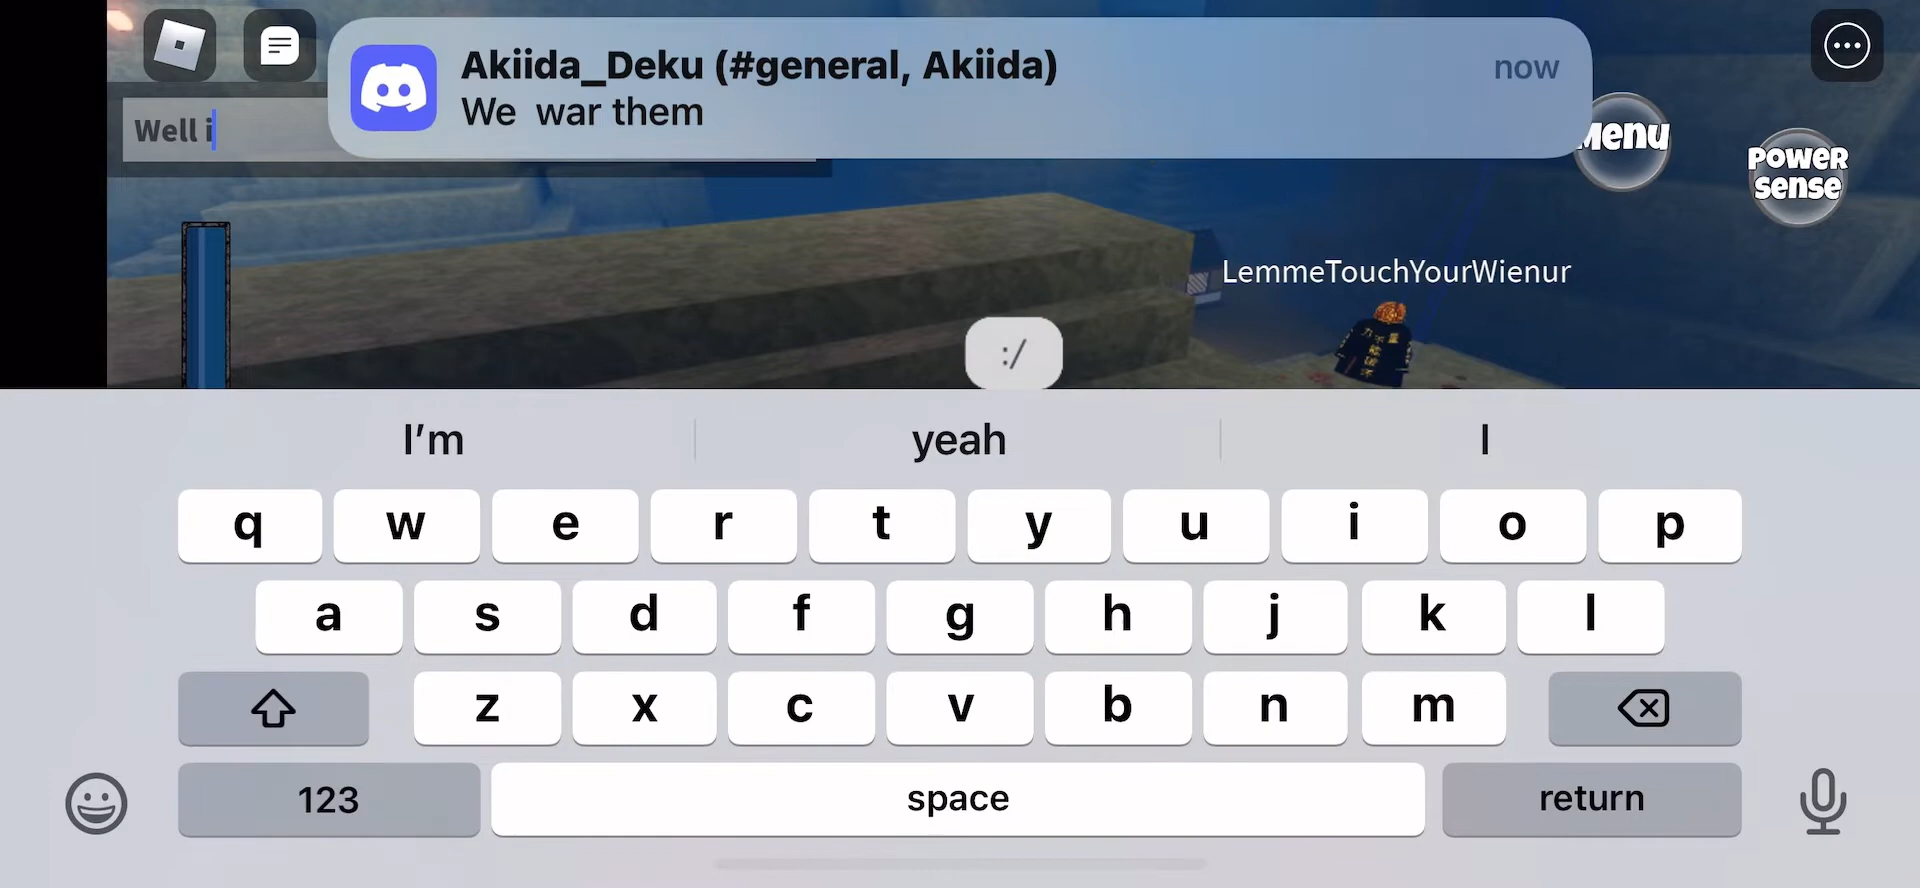 Akiida_Deku (#general, Akiida)
now
We war them
Well i
Menu
POWER
sense
LemmeTouchYourWienur
:/
I'm
yeah
I
q w e r t y u i o p
a s d f g h j k l
z x c v b n m
123
space
return